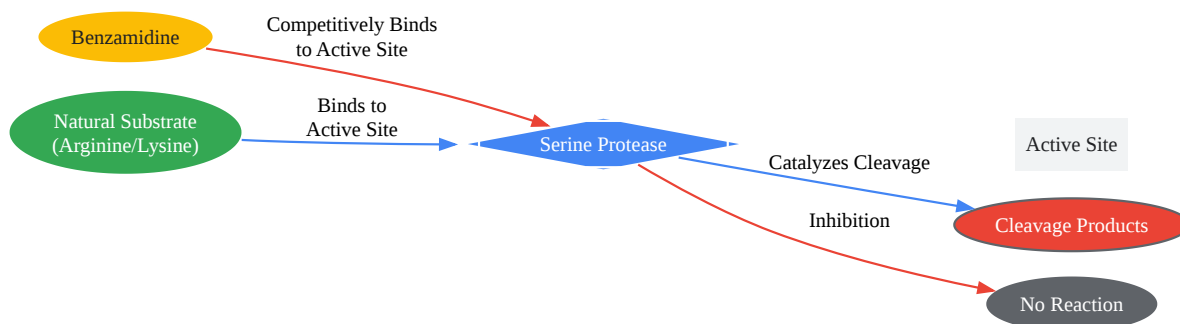 Benzamidine
Competitively Binds
to Active Site
Natural Substrate
(Arginine/Lysine)
Binds to
Active Site
Serine Protease
Catalyzes Cleavage
Inhibition
Active Site
Cleavage Products
No Reaction